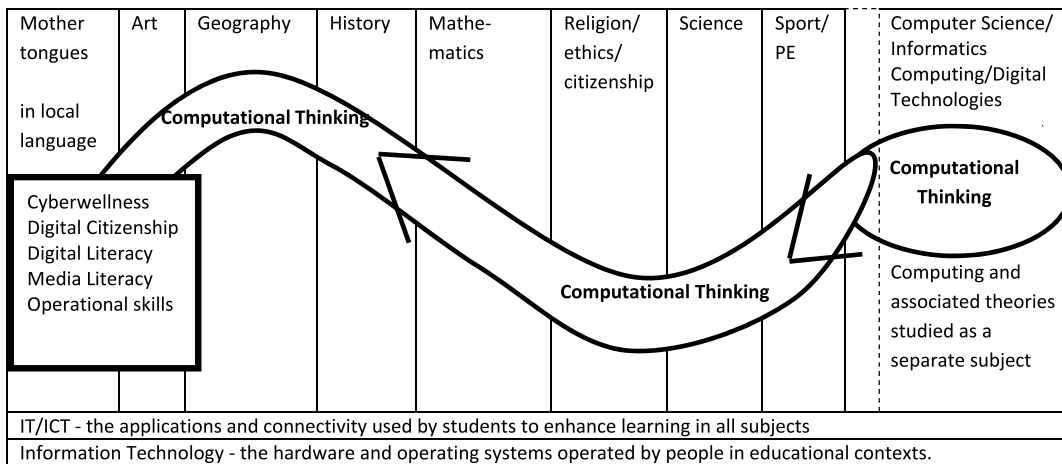 Mother
tongues
in local
language
Art
Geography
History
Mathe-
matics
Religion/
ethics/
citizenship
Science
Sport/
PE
Computer Science/
Informatics
Computing/Digital
Technologies
Computational Thinking
Cyberwellness
Digital Citizenship
Digital Literacy
Media Literacy
Operational skills
Computational Thinking
Computational
Thinking
Computing and
associated theories
studied as a
separate subject
IT/ICT - the applications and connectivity used by students to enhance learning in all subjects
Information Technology - the hardware and operating systems operated by people in educational contexts.